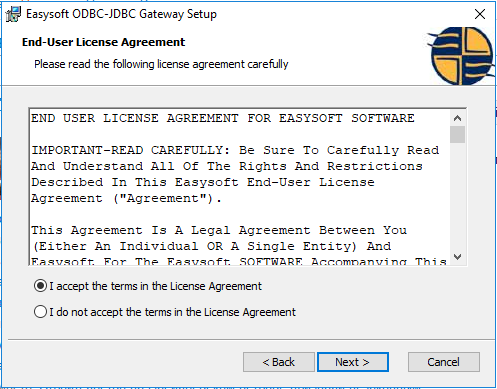 Easysoft ODBC-JDBC Gateway Setup
End-User License Agreement
Please read the following license agreement carefully
END USER LICENSE AGREEMENT FOR EASYSOFT SOFTWARE
IMPORTANT-READ CAREFULLY: Be Sure To Carefully Read
And Understand All Of The Rights And Restrictions
Described In This Easysoft End-User License
Agreement ("Agreement").
This Agreement Is A Legal Agreement Between You
(Either An Individual OR A Single Entity) And
Easysoft For The Easysoft SOFTWARE Accompanying This
I accept the terms in the License Agreement
I do not accept the terms in the License Agreement
< Back
Next >
Cancel